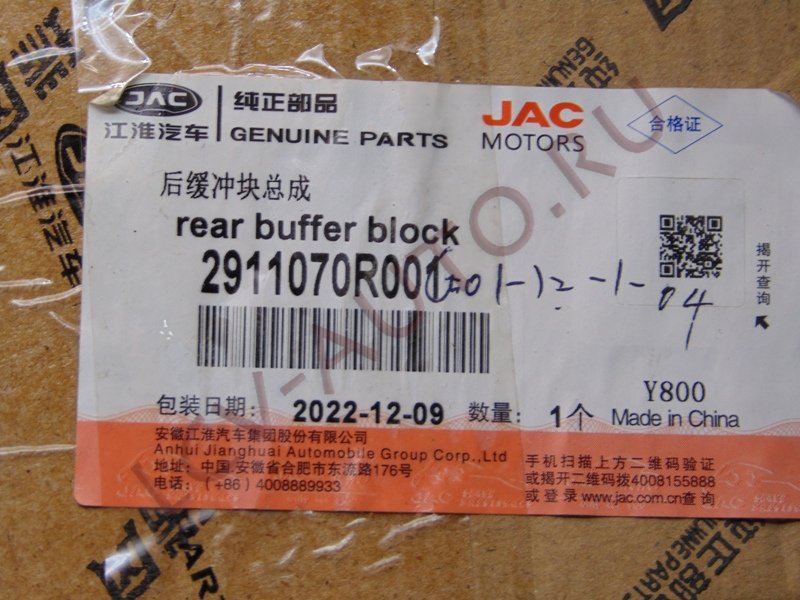 JAC
江淮汽车
纯正部品
GENUINE PARTS
JAC
MOTORS
合格证
后缓冲块总成
rear buffer block
2911070R001
01-12-1-
04
揭开查询
Y800
包装日期: 2022-12-09 数量: 1个 Made in China
安徽江淮汽车集团股份有限公司
Anhui Jianghuai Automobile Group Corp.,Ltd
地址: 中国.安徽省合肥市东流路176号
电话: (+86) 4008889933
手机扫描上方二维码验证
或揭开二维码拨4008155888
或登录www.jac.com.cn查询